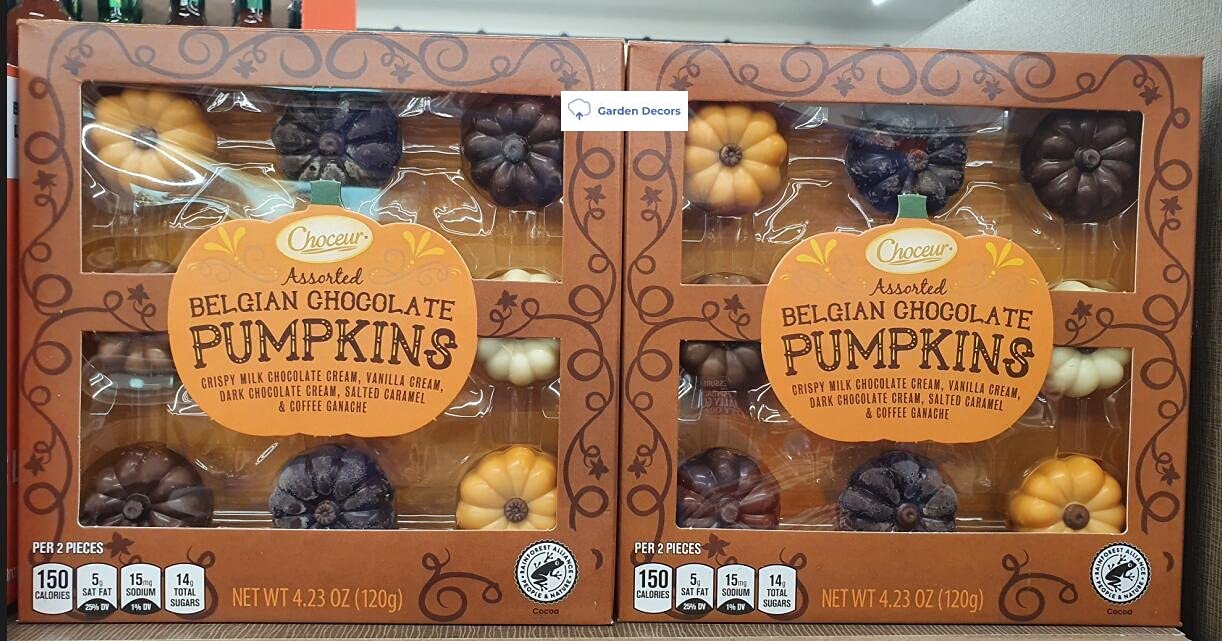 Garden Decors
Choceur
Assorted
BELGIAN CHOCOLATE
PUMPKINS
CRISPY MILK CHOCOLATE CREAM, VANILLA CREAM,
DARK CHOCOLATE CREAM, SALTED CARAMEL
& COFFEE GANACHE
PER 2 PIECES
150
CALORIES
5g
SAT FAT
25% DV
15mg
SODIUM
1% DV
14g
TOTAL
SUGARS
NET WT 4.23 OZ (120g)
RAINFOREST ALLIANCE
PEOPLE & NATURE
Cocoa
Choceur
Assorted
BELGIAN CHOCOLATE
PUMPKINS
CRISPY MILK CHOCOLATE CREAM, VANILLA CREAM,
DARK CHOCOLATE CREAM, SALTED CARAMEL
& COFFEE GANACHE
PER 2 PIECES
150
CALORIES
5g
SAT FAT
25% DV
15mg
SODIUM
1% DV
14g
TOTAL
SUGARS
NET WT 4.23 OZ (120g)
RAINFOREST ALLIANCE
PEOPLE & NATURE
Cocoa